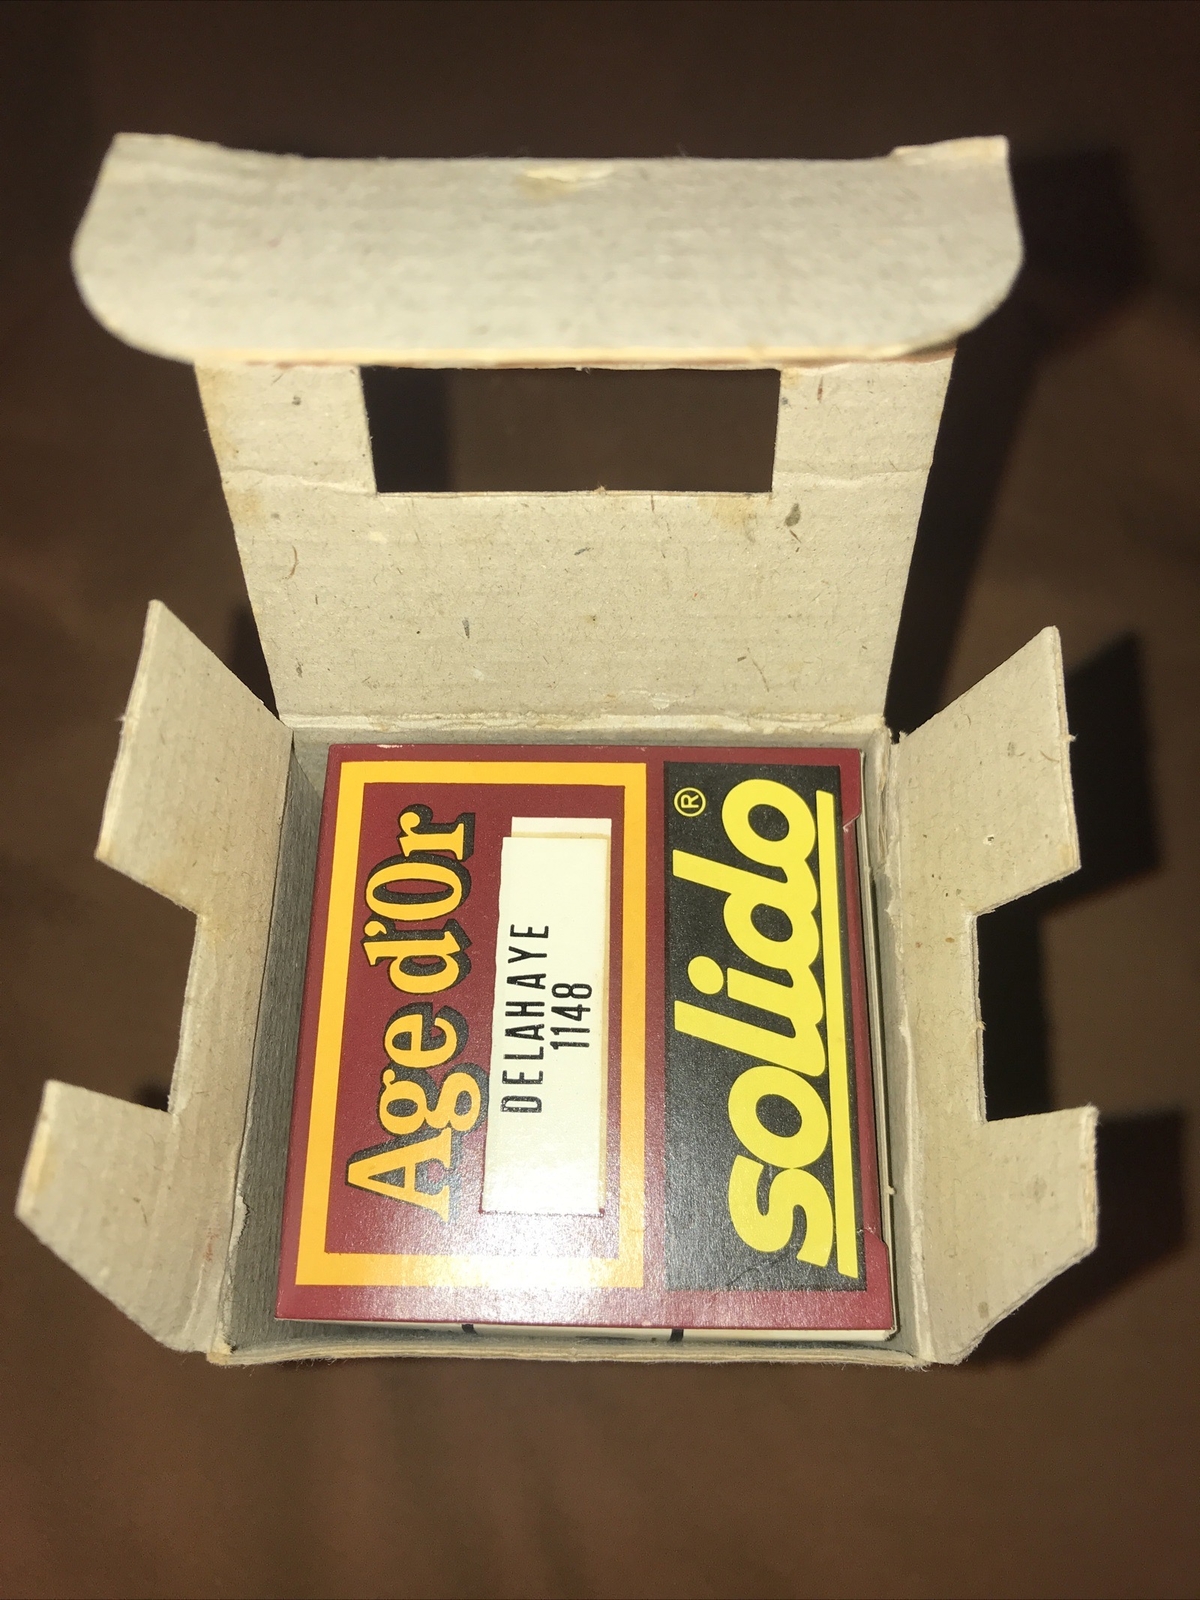 Age d'Or
DELAHAYE
1148
solido®